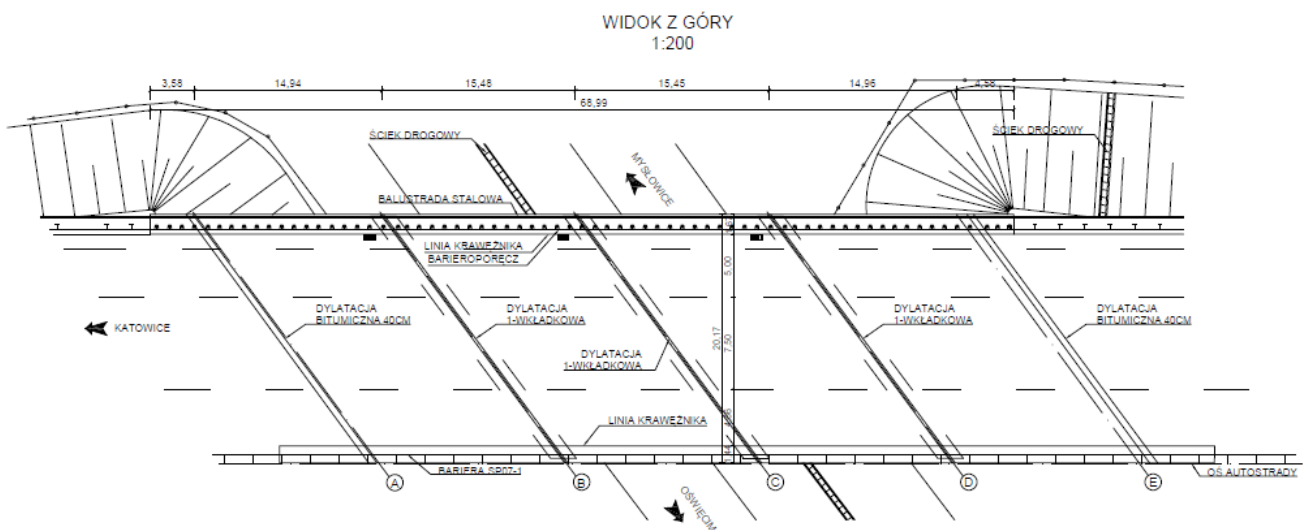 WIDOK Z GÓRY
1:200
3,58
14,94
15,48
15,45
14,96
4,58
68,99
ŚCIEK DROGOWY
ŚCIEK DROGOWY
MYSŁOWICE
BALUSTRADA STALOWA
LINIA KRAWĘŻNIKA
BARIEROPORĘCZ
5.00
DYLATACJA
BITUMICZNA 40CM
DYLATACJA
1-WKŁADKOWA
DYLATACJA
1-WKŁADKOWA
DYLATACJA
BITUMICZNA 40CM
KATOWICE
20,17
7.50
DYLATACJA
1-WKŁADKOWA
LINIA KRAWĘŻNIKA
1.44
BARIERA SP07-1
OŚ AUTOSTRADY
A
B
C
D
E
OŚWIĘCIM